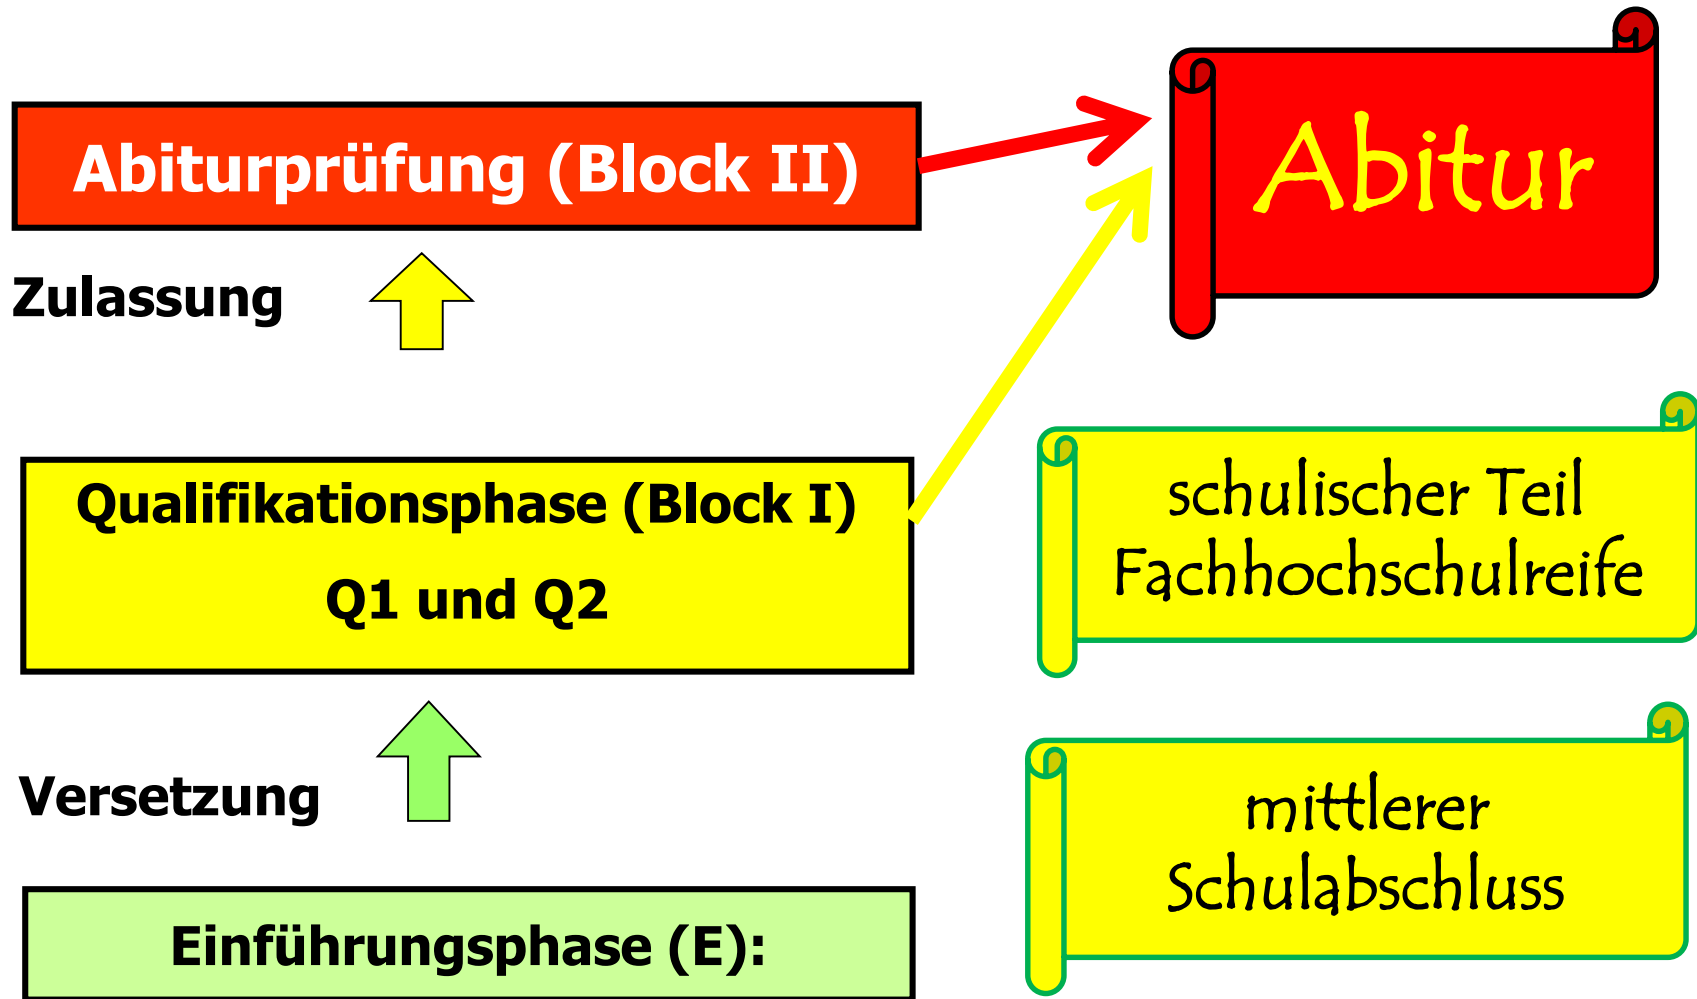 Abiturprüfung (Block II)
Abitur
Zulassung
Qualifikationsphase (Block I)
Q1 und Q2
schulischer Teil
Fachhochschulreife
Versetzung
mittlerer
Schulabschluss
Einführungsphase (E):